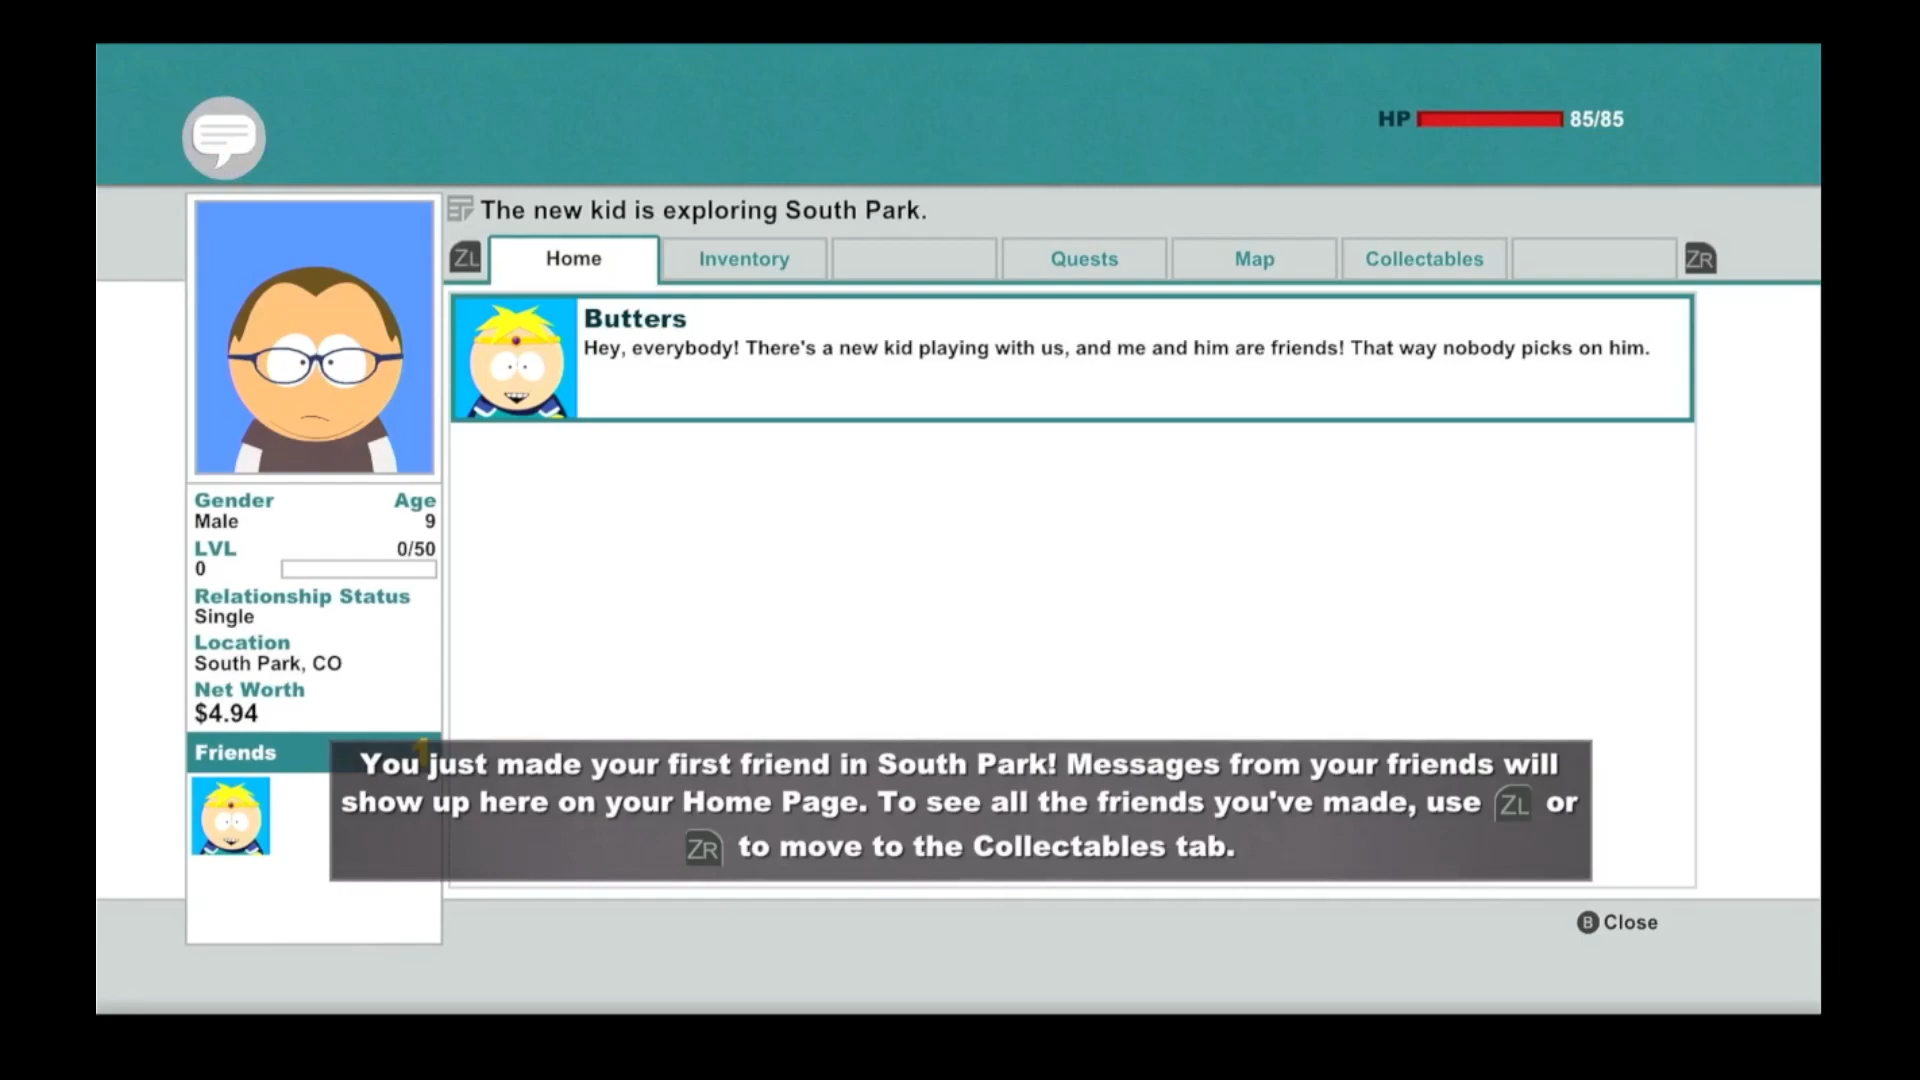 HP 85/85
The new kid is exploring South Park.
ZL Home Inventory Quests Map Collectables ZR
Butters
Hey, everybody! There's a new kid playing with us, and me and him are friends! That way nobody picks on him.
Gender Age
Male 9
LVL 0/50
0
Relationship Status
Single
Location
South Park, CO
Net Worth
$4.94
Friends 1
You just made your first friend in South Park! Messages from your friends will
show up here on your Home Page. To see all the friends you've made, use ZL or
ZR to move to the Collectables tab.
B Close